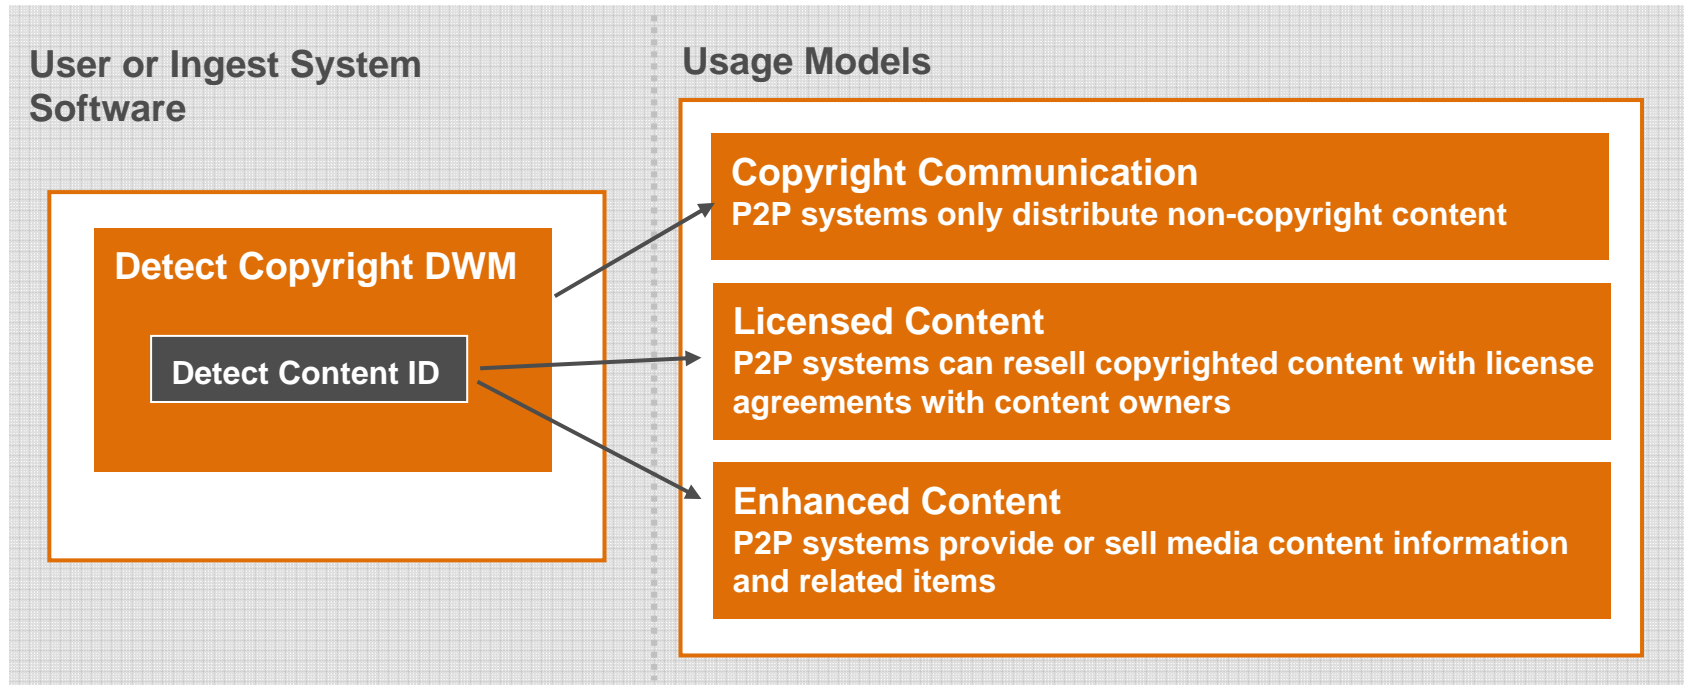 User or Ingest System
Software
Detect Copyright DWM
Detect Content ID
Usage Models
Copyright Communication
P2P systems only distribute non-copyright content
Licensed Content
P2P systems can resell copyrighted content with license
agreements with content owners
Enhanced Content
P2P systems provide or sell media content information
and related items